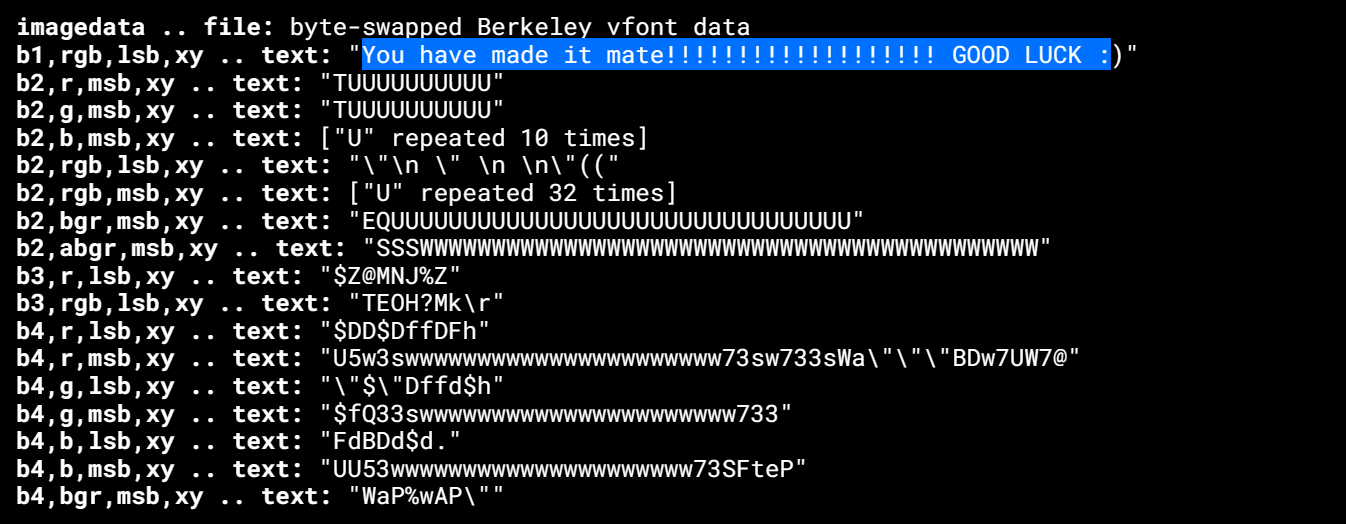 imagedata .. file: byte-swapped Berkeley vfont data
b1,rgb,lsb,xy .. text: "You have made it mate!!!!!!!!!!!!!!!!!!! GOOD LUCK :)"
b2,r,msb,xy .. text: "TUUUUUUUUUU"
b2,g,msb,xy .. text: "TUUUUUUUUUU"
b2,b,msb,xy .. text: ["U" repeated 10 times]
b2,rgb,lsb,xy .. text: "\"\n \" \n \n\"(("
b2,rgb,msb,xy .. text: ["U" repeated 32 times]
b2,bgr,msb,xy .. text: "EQUUUUUUUUUUUUUUUUUUUUUUUUUUUUUUUU"
b2,abgr,msb,xy .. text: "SSSWWWWWWWWWWWWWWWWWWWWWWWWWWWWWWWWWWWWWWWWWWW"
b3,r,lsb,xy .. text: "$Z@MNJ%Z"
b3,rgb,lsb,xy .. text: "TEOH?Mk\r"
b4,r,lsb,xy .. text: "$DD$DffDFh"
b4,r,msb,xy .. text: "U5w3swwwwwwwwwwwwwwwwwwwwww73sw733sWa\"\"\"BDw7UW7@"
b4,g,lsb,xy .. text: "\"$\"Dffd$h"
b4,g,msb,xy .. text: "$fQ33swwwwwwwwwwwwwwwwwwwwww733"
b4,b,lsb,xy .. text: "FdBDd$d."
b4,b,msb,xy .. text: "UU53wwwwwwwwwwwwwwwwwwwww73SFteP"
b4,bgr,msb,xy .. text: "WaP%wAP\""